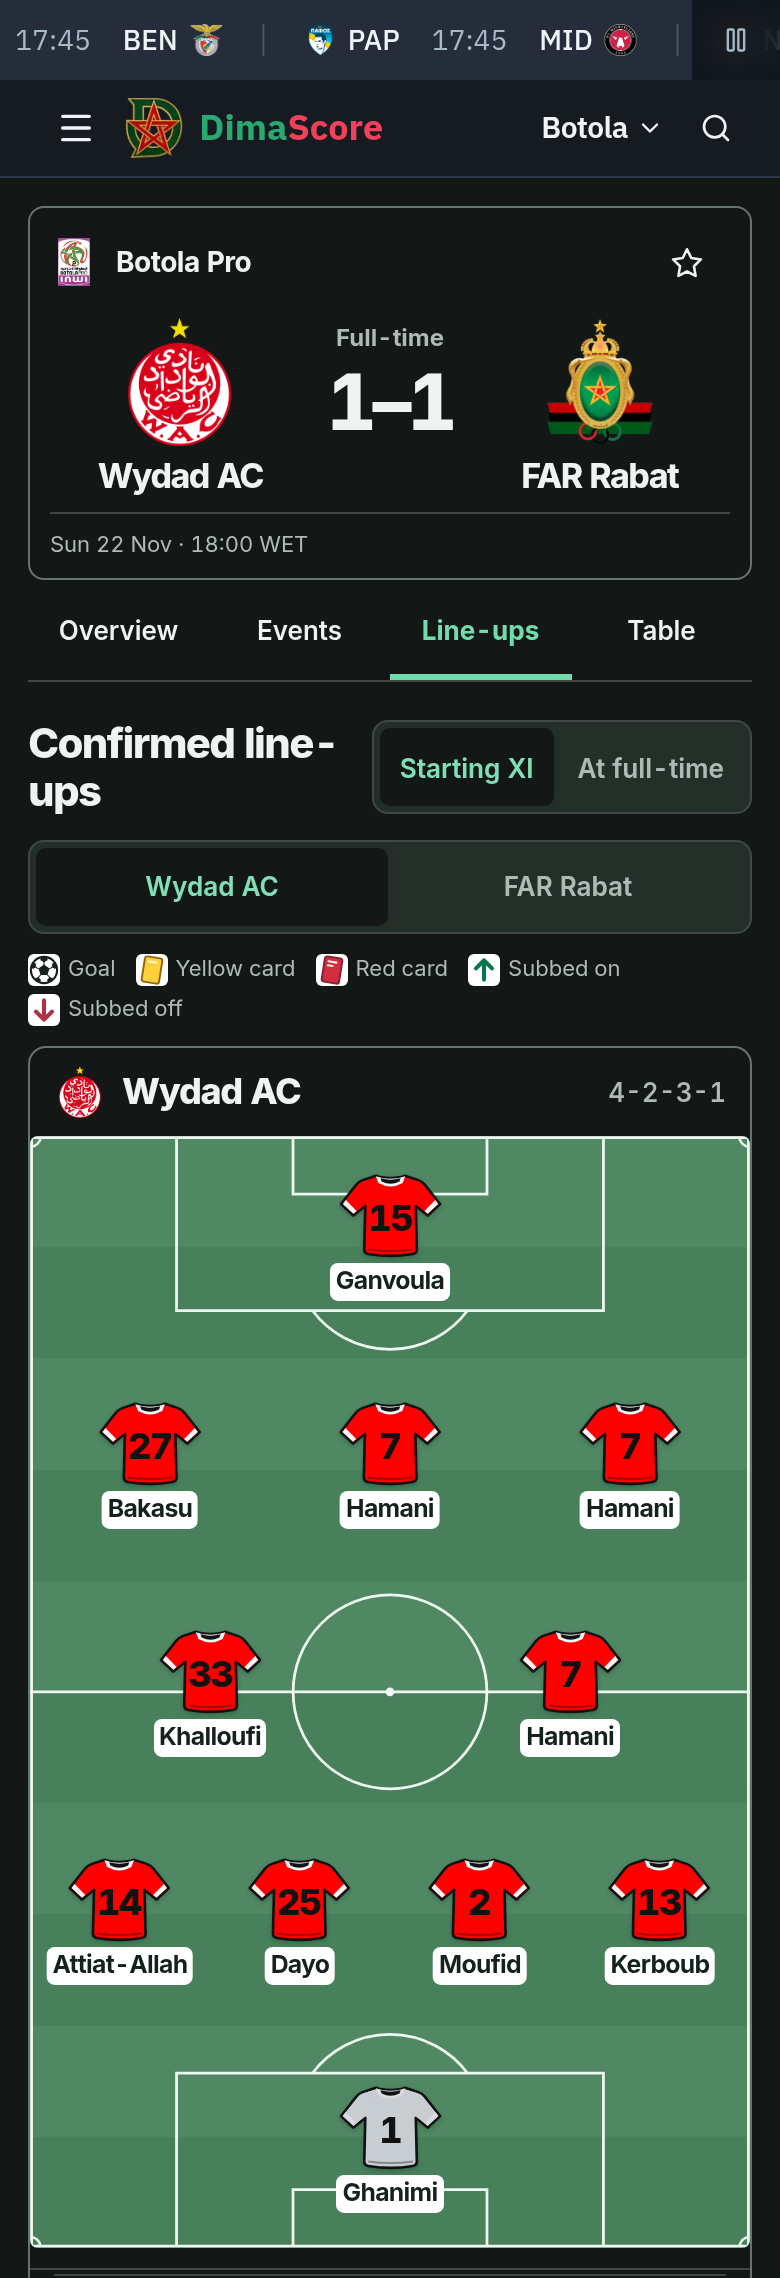 17:45 BEN PAP 17:45 MID
DimaScore Botola
Botola Pro
Full-time
1–1
Wydad AC FAR Rabat
Sun 22 Nov · 18:00 WET
Overview Events Line-ups Table
Confirmed line-
ups
Starting XI At full-time
Wydad AC FAR Rabat
Goal Yellow card Red card Subbed on
Subbed off
Wydad AC 4-2-3-1
15
Ganvoula
27 7 7
Bakasu Hamani Hamani
33 7
Khalloufi Hamani
14 25 2 13
Attiat-Allah Dayo Moufid Kerboub
1
Ghanimi